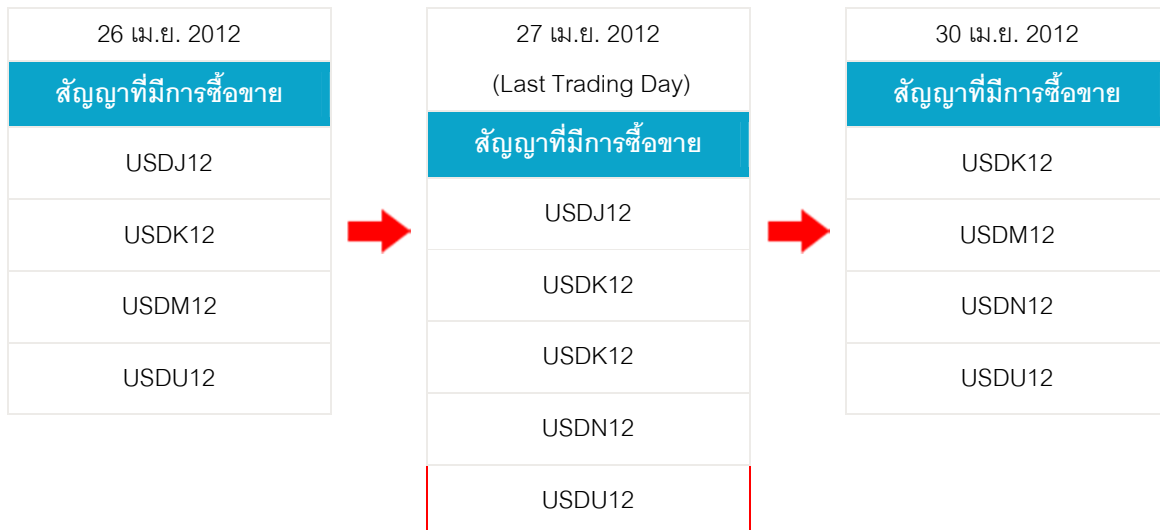 26 เม.ย. 2012
สัญญาที่มีการซื้อขาย
USDJ12
USDK12
USDM12
USDU12
27 เม.ย. 2012
(Last Trading Day)
สัญญาที่มีการซื้อขาย
USDJ12
USDK12
USDK12
USDN12
USDU12
30 เม.ย. 2012
สัญญาที่มีการซื้อขาย
USDK12
USDM12
USDN12
USDU12